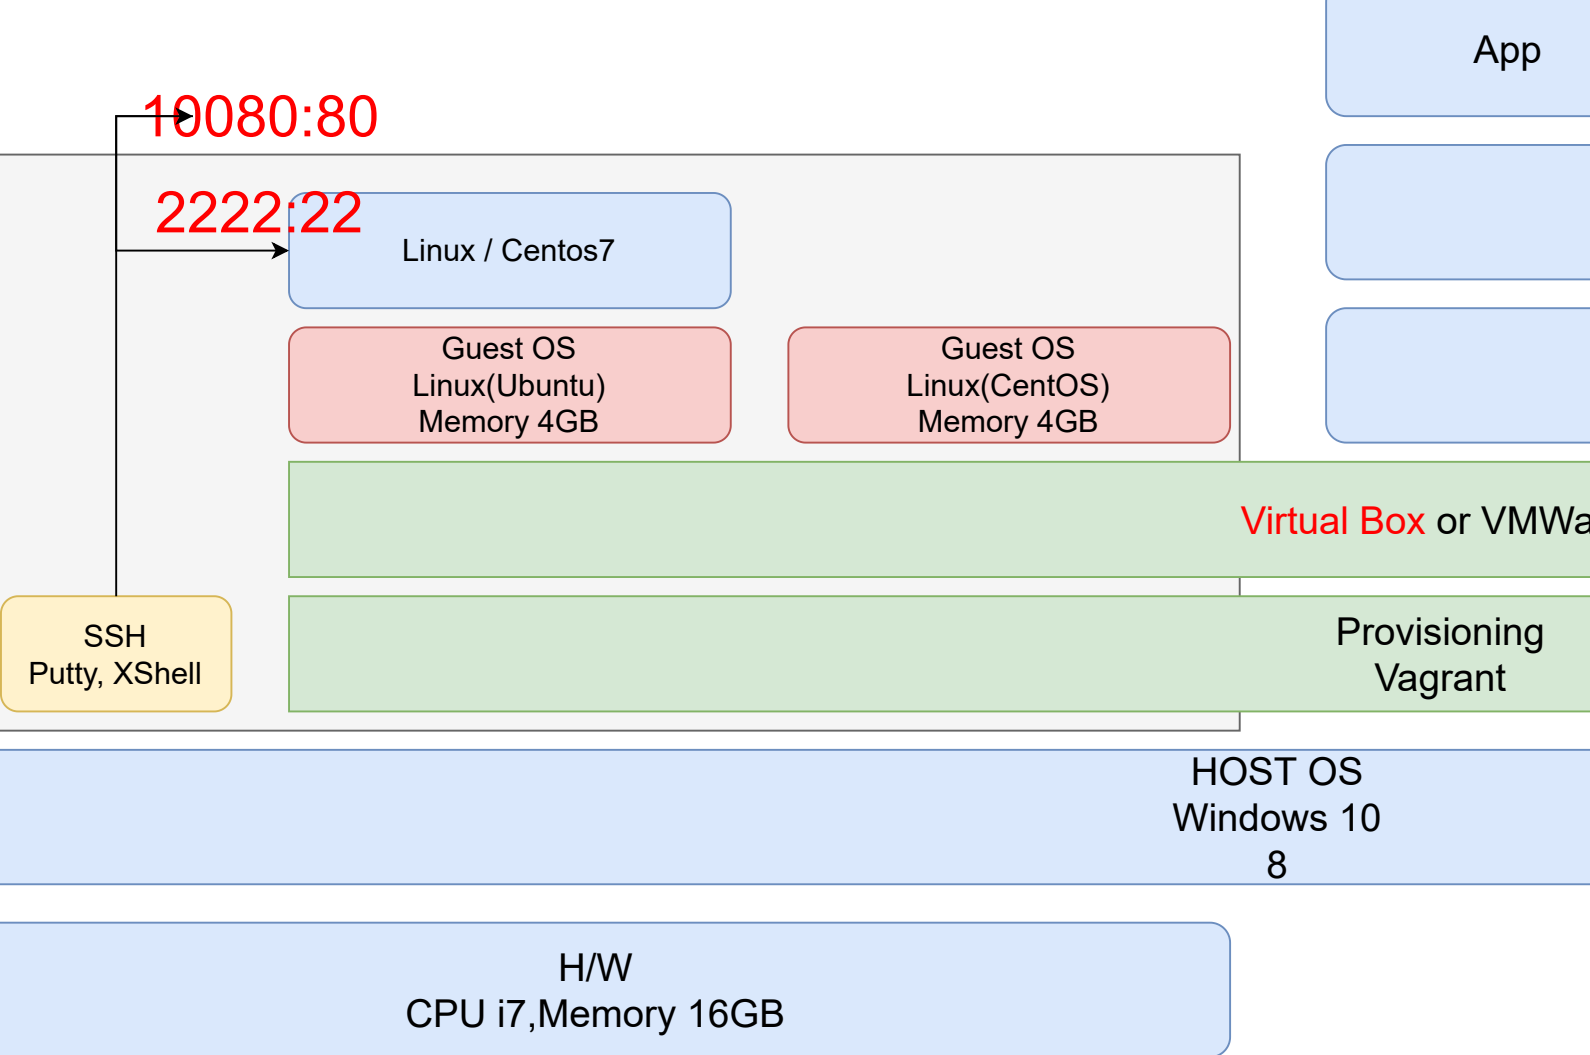 App
10080:80
2222:22
Linux / Centos7
Guest OS
Linux(Ubuntu)
Memory 4GB
Guest OS
Linux(CentOS)
Memory 4GB
Virtual Box or VMWa
SSH
Putty, XShell
Provisioning
Vagrant
HOST OS
Windows 10
8
H/W
CPU i7,Memory 16GB